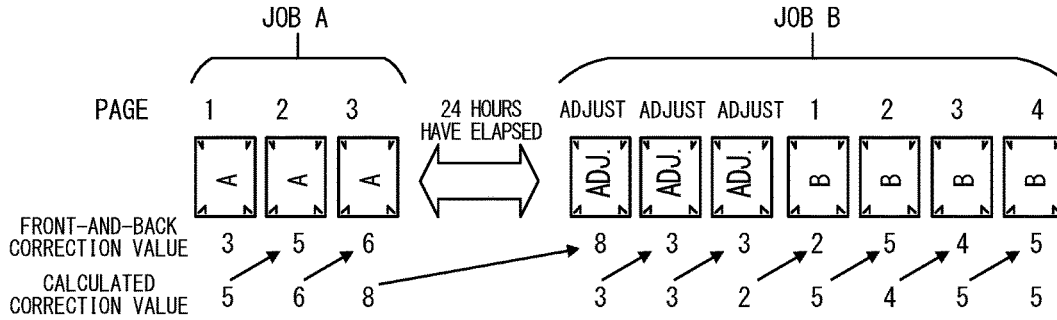 JOB A JOB B
PAGE 1 2 3 24 HOURS HAVE ELAPSED ADJUST ADJUST ADJUST 1 2 3 4
A A A ADJ. ADJ. ADJ. B B B B
FRONT-AND-BACK
CORRECTION VALUE 3 5 6 8 3 3 2 5 4 5
CALCULATED
CORRECTION VALUE 5 6 8 3 3 2 5 4 5 5